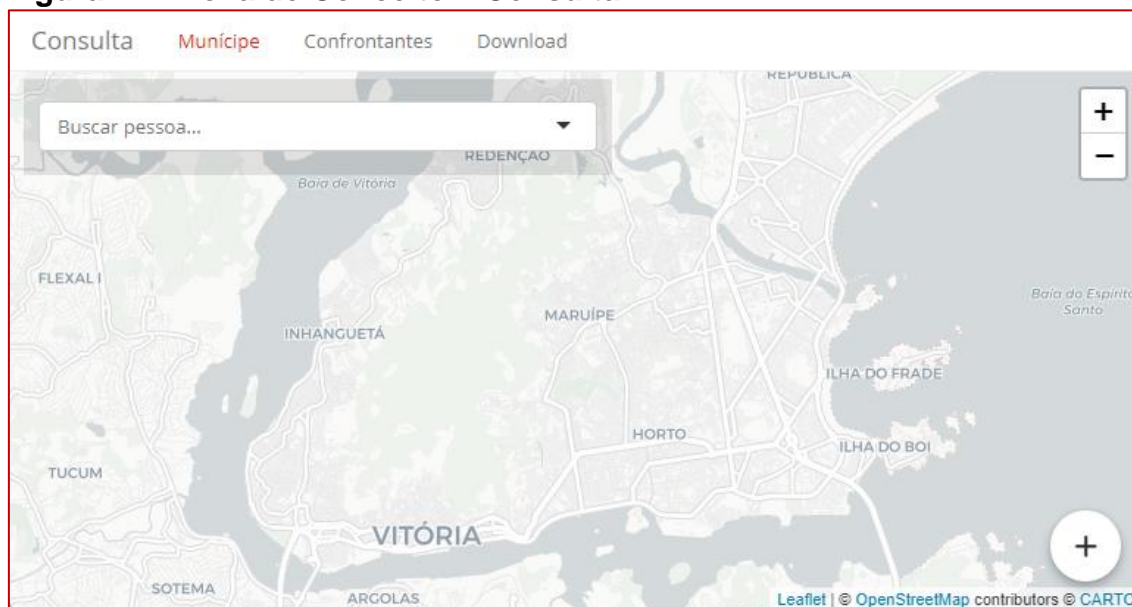 Consulta Munícipe Confrontantes Download
REPÚBLICA
+
Buscar pessoa...
−
REDENÇÃO
Baía de Vitória
FLEXAL I
Baía do Espírito
Santo
MARUÍPE
INHANGUETÁ
ILHA DO FRADE
HORTO
ILHA DO BOI
TUCUM
VITÓRIA
+
SOTEMA
ARGOLAS
Leaflet | © OpenStreetMap contributors © CARTO